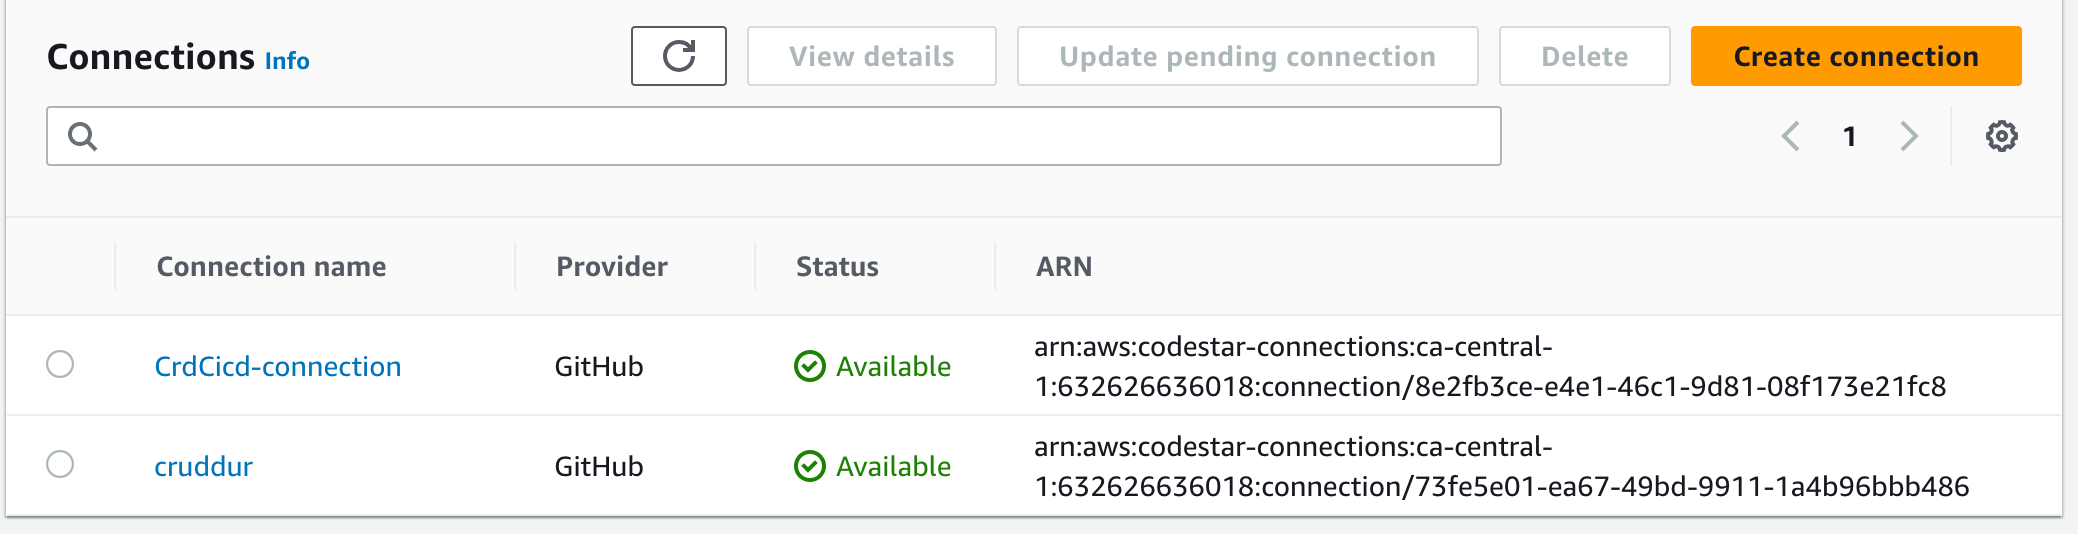 Connections Info
View details
Update pending connection
Delete
Create connection
1
Connection name
Provider
Status
ARN
CrdCicd-connection
GitHub
Available
arn:aws:codestar-connections:ca-central-
1:632626636018:connection/8e2fb3ce-e4e1-46c1-9d81-08f173e21fc8
cruddur
GitHub
Available
arn:aws:codestar-connections:ca-central-
1:632626636018:connection/73fe5e01-ea67-49bd-9911-1a4b96bbb486